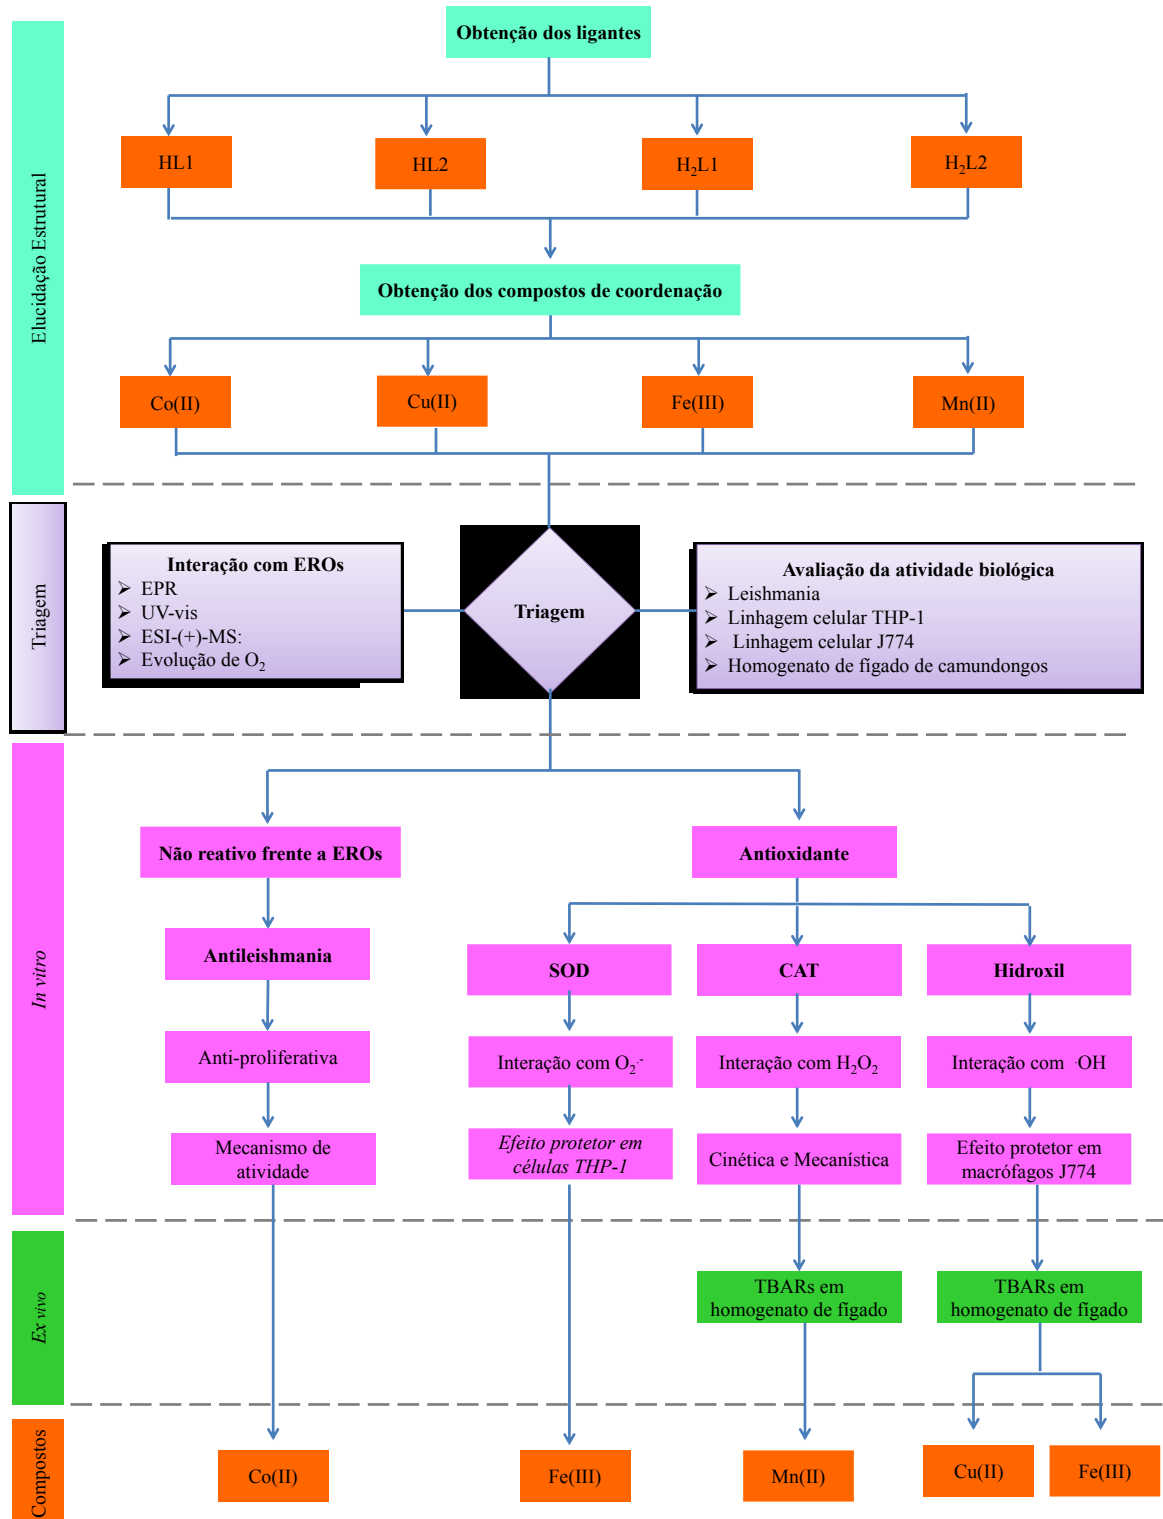 Elucidação Estrutural
Obtenção dos ligantes
HL1
HL2
H₂L1
H₂L2
Obtenção dos compostos de coordenação
Co(II)
Cu(II)
Fe(III)
Mn(II)
Triagem
Interação com EROs
➢ EPR
➢ UV-vis
➢ ESI-(+)-MS:
➢ Evolução de O₂
Triagem
Avaliação da atividade biológica
➢ Leishmania
➢ Linhagem celular THP-1
➢ Linhagem celular J774
➢ Homogenato de fígado de camundongos
In vitro
Não reativo frente a EROs
Antioxidante
Antileishmania
SOD
CAT
Hidroxil
Anti-proliferativa
Interação com O₂·⁻
Interação com H₂O₂
Interação com ·OH
Mecanismo de
atividade
Efeito protetor em
células THP-1
Cinética e Mecanística
Efeito protetor em
macrófagos J774
Ex vivo
TBARs em
homogenato de fígado
TBARs em
homogenato de fígado
Compostos
Co(II)
Fe(III)
Mn(II)
Cu(II)
Fe(III)